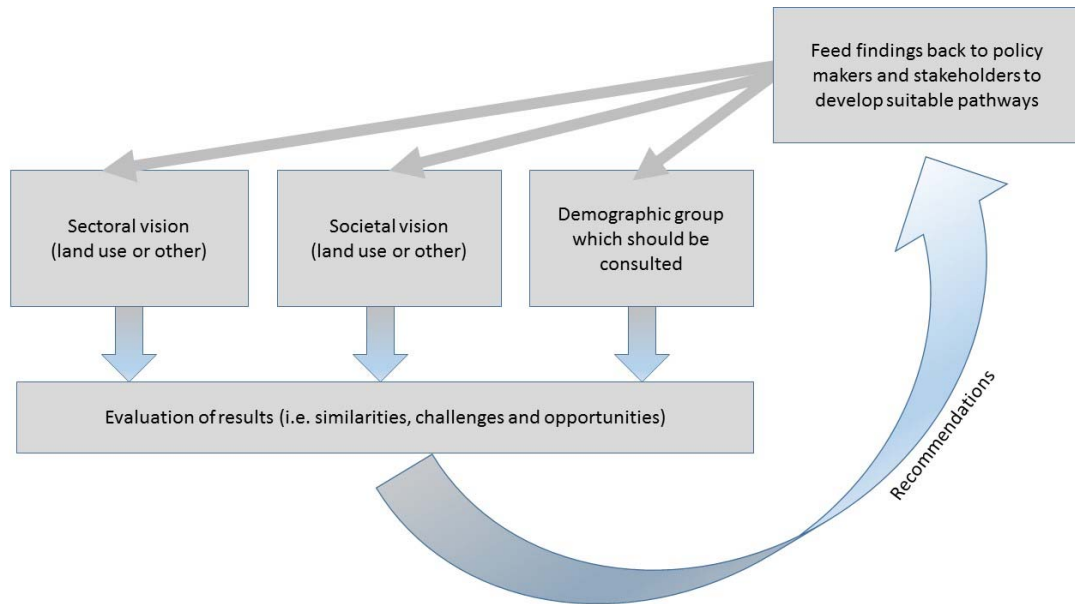 Feed findings back to policy
makers and stakeholders to
develop suitable pathways
Sectoral vision
(land use or other)
Societal vision
(land use or other)
Demographic group
which should be
consulted
Evaluation of results (i.e. similarities, challenges and opportunities)
Recommendations